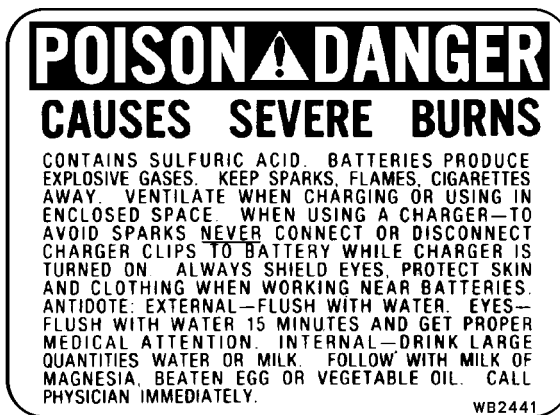 POISON DANGER
CAUSES SEVERE BURNS
CONTAINS SULFURIC ACID. BATTERIES PRODUCE
EXPLOSIVE GASES. KEEP SPARKS, FLAMES, CIGARETTES
AWAY. VENTILATE WHEN CHARGING OR USING IN
ENCLOSED SPACE. WHEN USING A CHARGER—TO
AVOID SPARKS NEVER CONNECT OR DISCONNECT
CHARGER CLIPS TO BATTERY WHILE CHARGER IS
TURNED ON. ALWAYS SHIELD EYES, PROTECT SKIN
AND CLOTHING WHEN WORKING NEAR BATTERIES.
ANTIDOTE: EXTERNAL—FLUSH WITH WATER. EYES—
FLUSH WITH WATER 15 MINUTES AND GET PROPER
MEDICAL ATTENTION. INTERNAL—DRINK LARGE
QUANTITIES WATER OR MILK. FOLLOW WITH MILK OF
MAGNESIA, BEATEN EGG OR VEGETABLE OIL. CALL
PHYSICIAN IMMEDIATELY.
WB2441